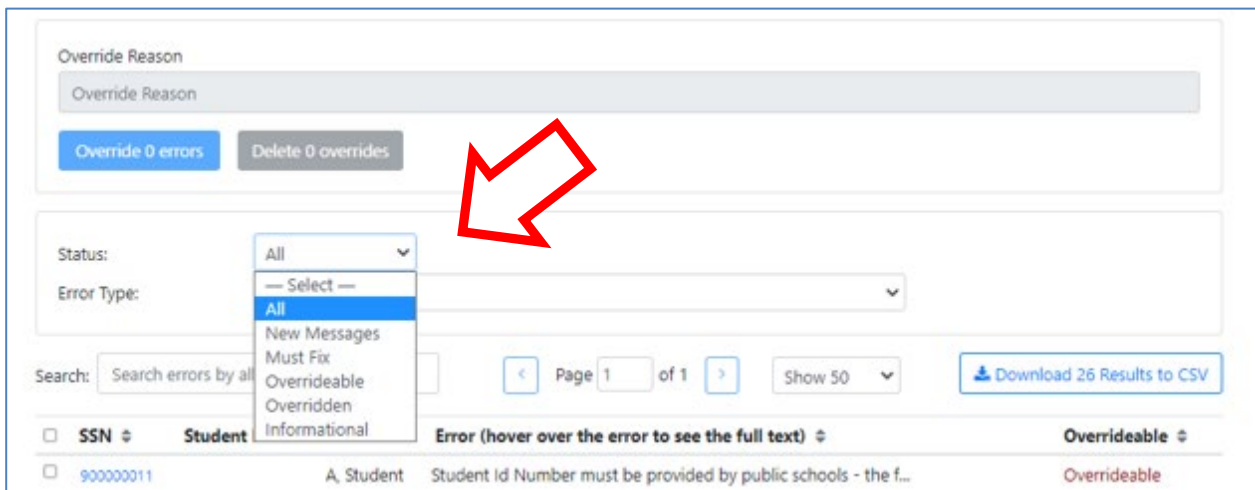 Override Reason
Override Reason
Override 0 errors Delete 0 overrides
Status: All
— Select —
Error Type:
All
New Messages
Must Fix
Overrideable
Overridden
Informational
Search: Search errors by all Page 1 of 1 Show 50 Download 26 Results to CSV
SSN Student Error (hover over the error to see the full text) Overrideable
900000011 A, Student Student Id Number must be provided by public schools - the f... Overrideable